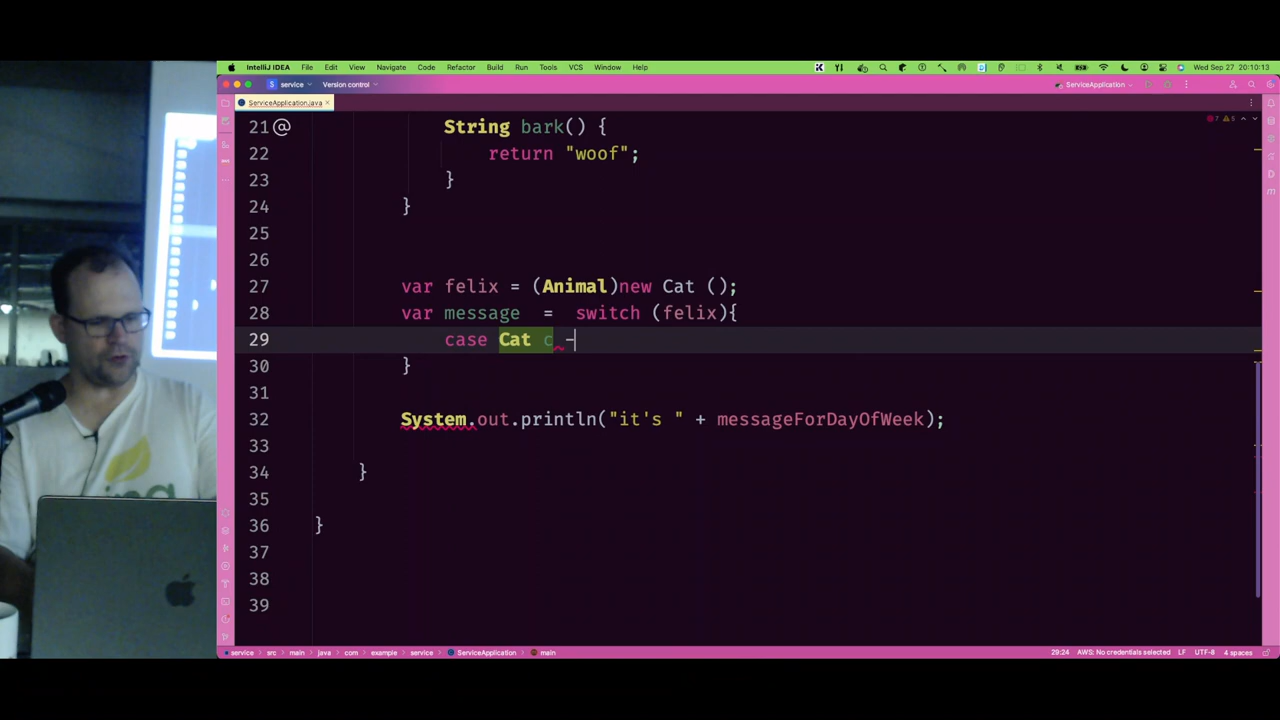 IntelliJ IDEA File Edit View Navigate Code Refactor Build Run Tools VCS Window Help Wed Sep 27 20:10:13
S service Version control ServiceApplication
ServiceApplication.java
7 5
21 @ String bark() {
22 return "woof";
23 }
24 }
25
26
27 var felix = (Animal)new Cat ();
28 var message = switch (felix){
29 case Cat c -
30 }
31
32 System.out.println("it's " + messageForDayOfWeek);
33
34 }
35
36 }
37
38
39
service src main java com example service ServiceApplication main 29:24 AWS: No credentials selected LF UTF-8 4 spaces